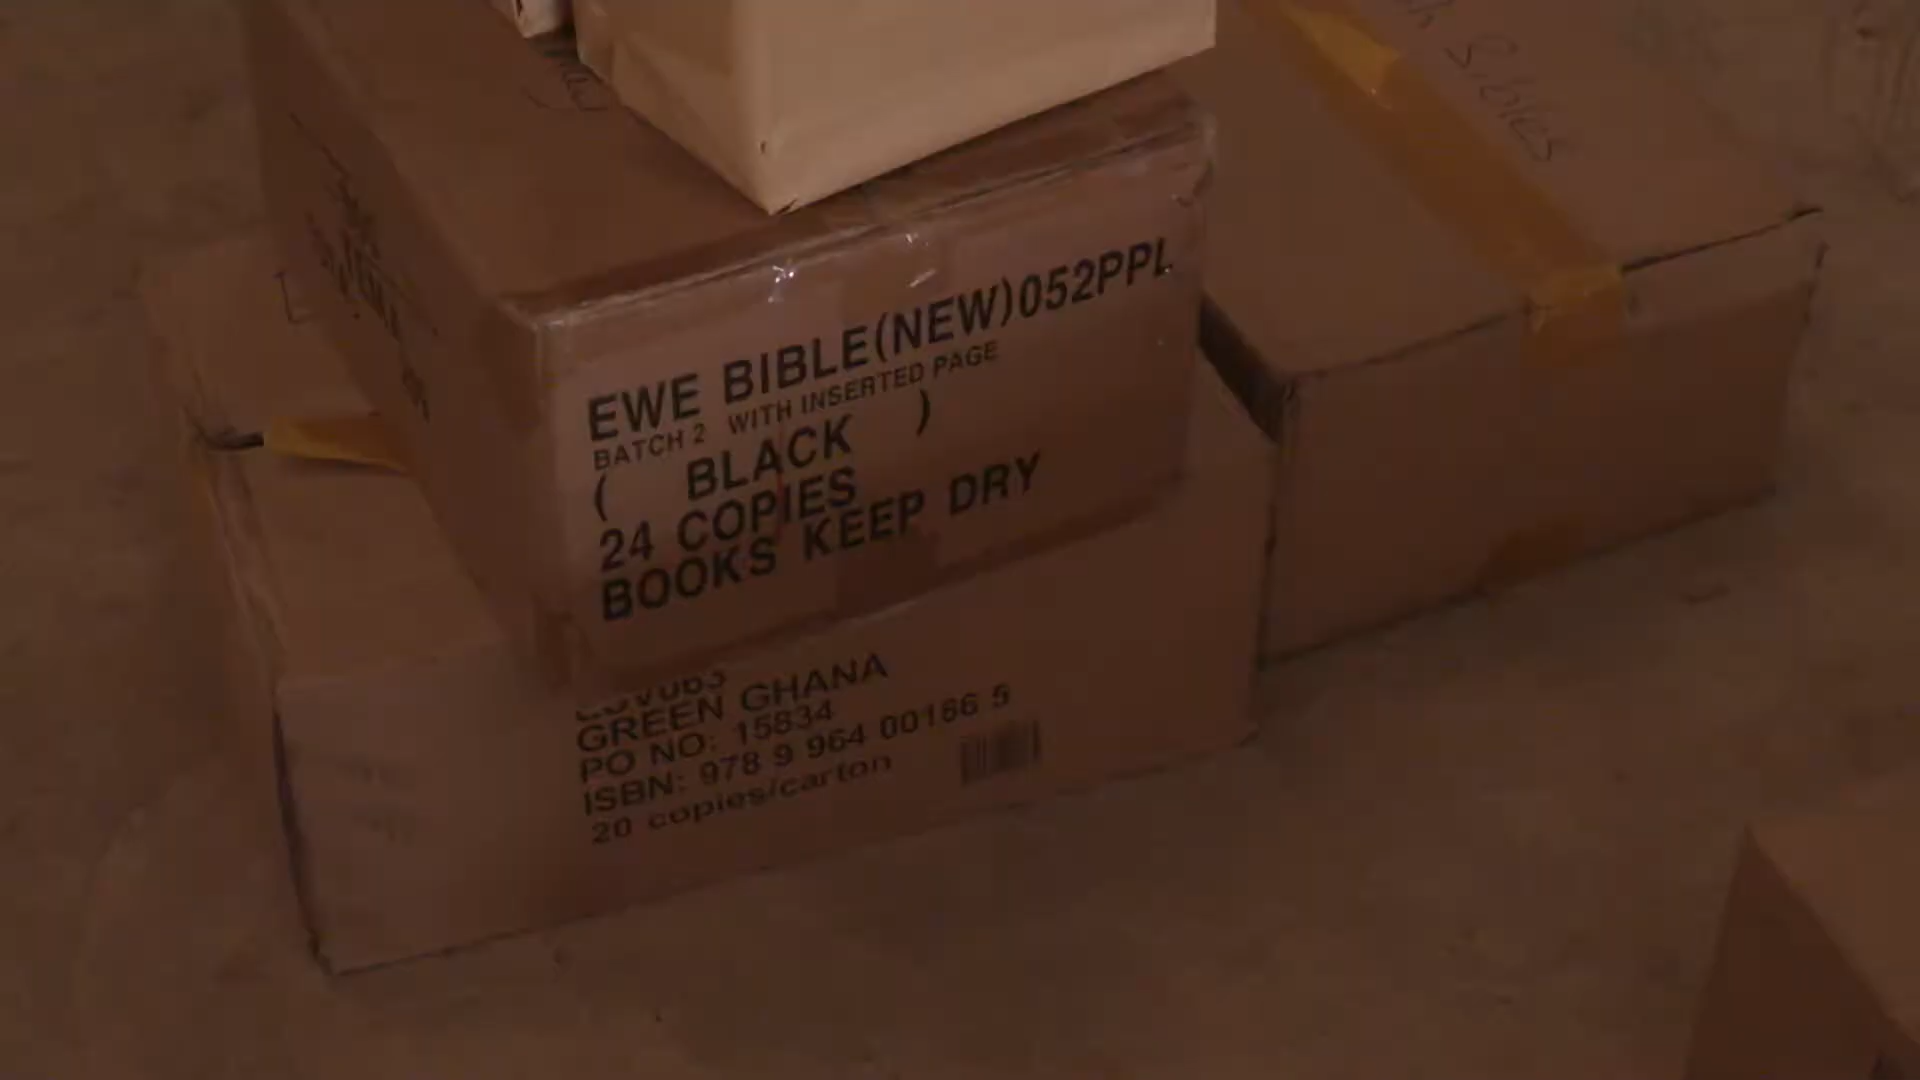 EWE BIBLE(NEW)052PPL
BATCH 2 WITH INSERTED PAGE
( BLACK )
24 COPIES
BOOKS KEEP DRY
GREEN GHANA
PO NO: 15834
ISBN: 978 9 964 00186 5
20 copies/carton